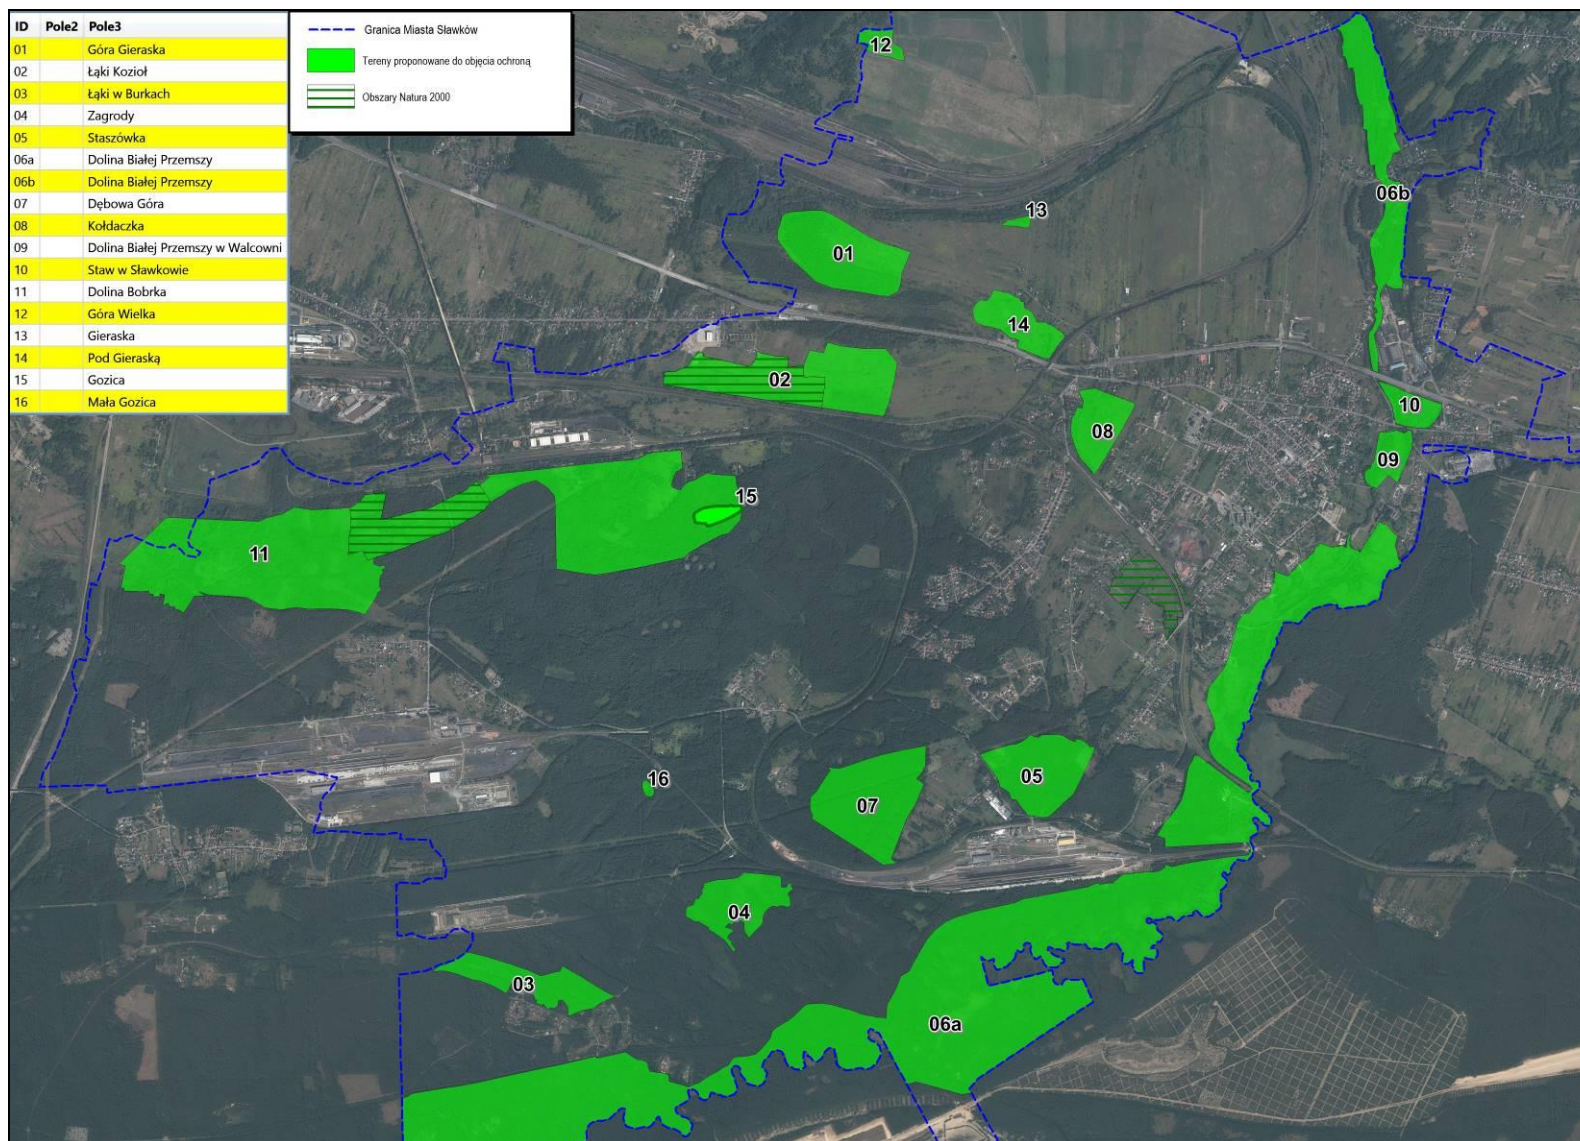 ID Pole2 Pole3
01 Góra Gieraska
02 Łąki Kozioł
03 Łąki w Burkach
04 Zagrody
05 Staszówka
06a Dolina Białej Przemszy
06b Dolina Białej Przemszy
07 Dębowa Góra
08 Kołdaczka
09 Dolina Białej Przemszy w Walcowni
10 Staw w Sławkowie
11 Dolina Bobrka
12 Góra Wielka
13 Gieraska
14 Pod Gieraską
15 Gozica
16 Mała Gozica
Granica Miasta Sławków
Tereny proponowane do objęcia ochroną
Obszary Natura 2000
12
06b
13
01
14
02
10
08
09
15
11
16
05
07
04
03
06a